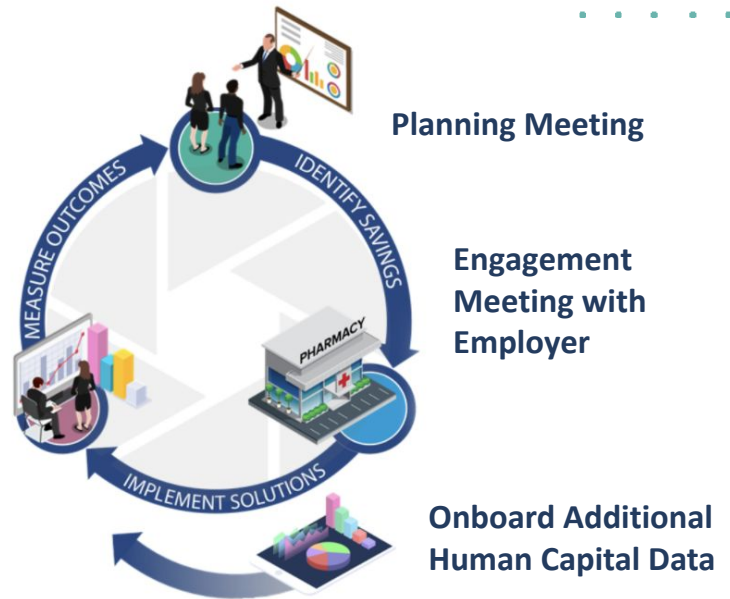 Planning Meeting
IDENTIFY SAVINGS
MEASURE OUTCOMES
Engagement
Meeting with
Employer
PHARMACY
IMPLEMENT SOLUTIONS
Onboard Additional
Human Capital Data